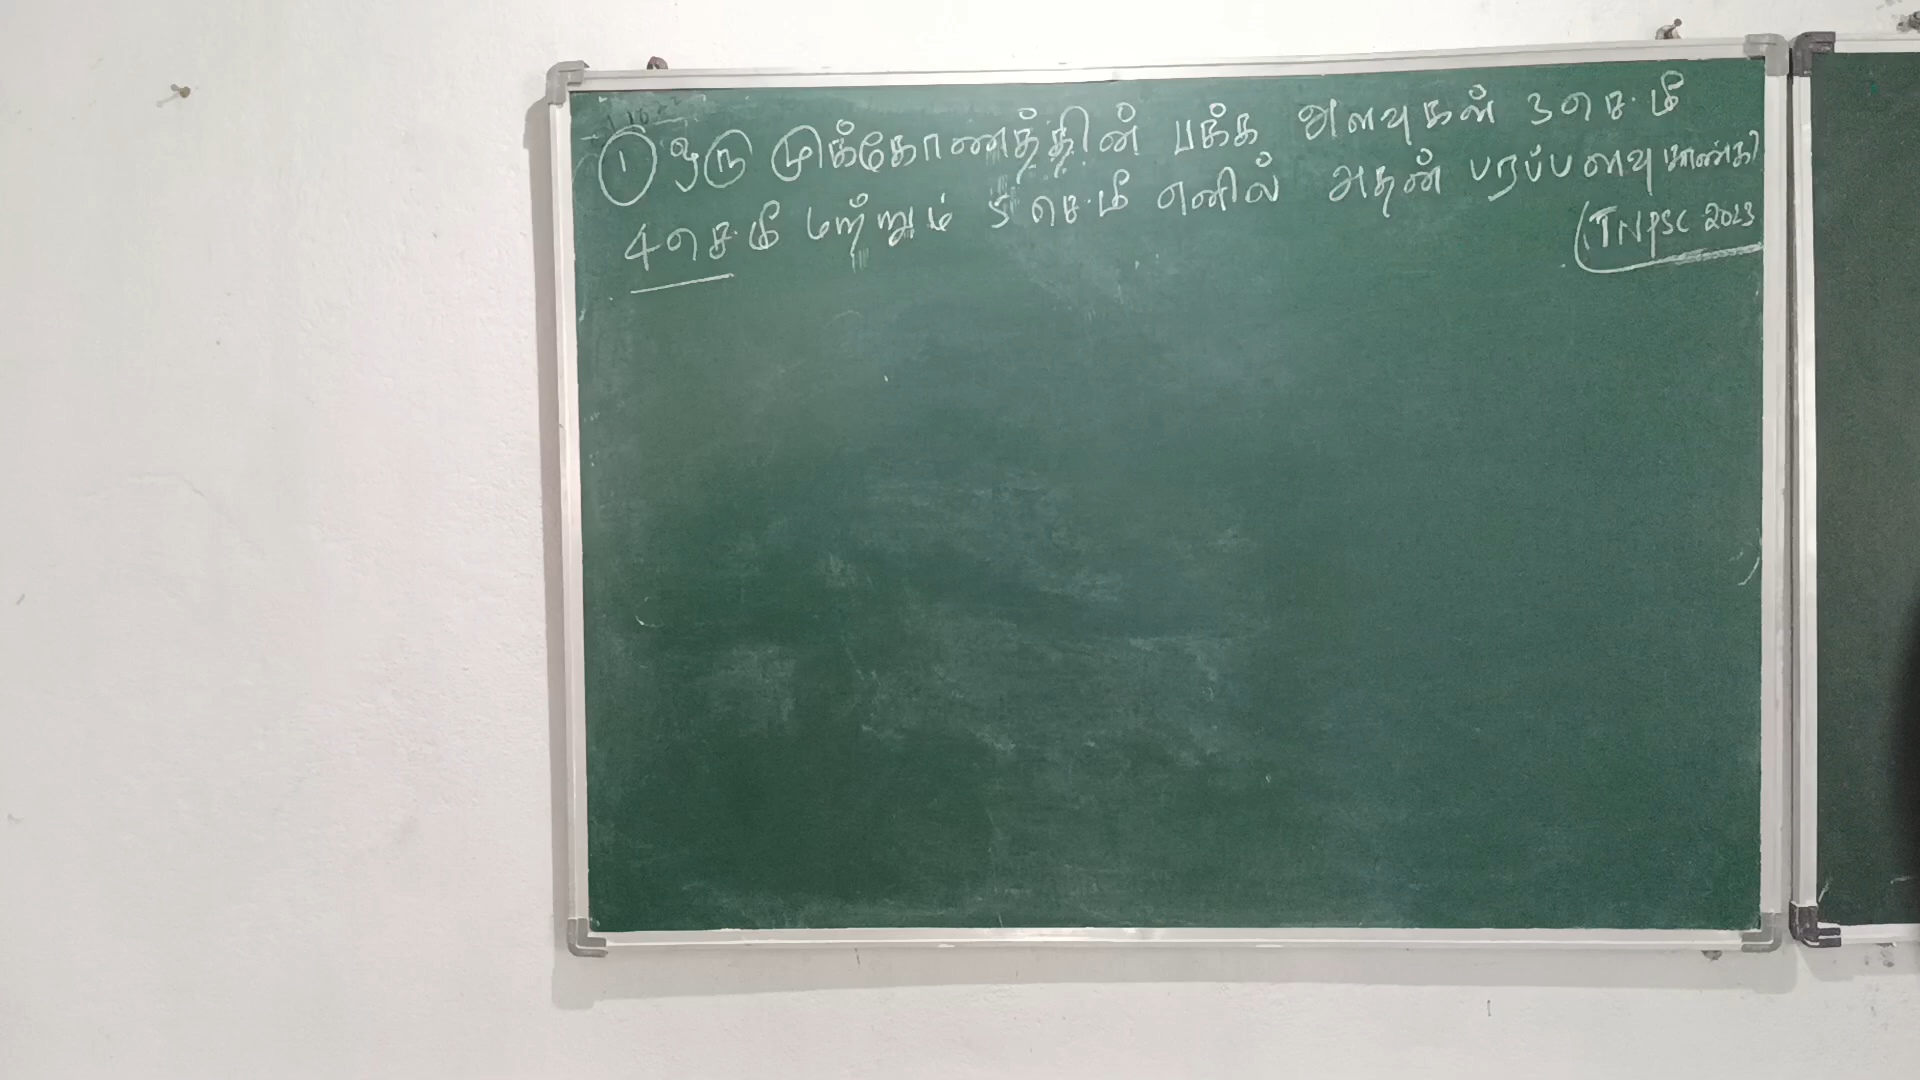 ① ஒரு முக்கோணத்தின் பக்க அளவுகள் 3 செ.மீ
4 செ.மீ மற்றும் 5 செ.மீ எனில் அதன் பரப்பளவு காண்க
(TNPSC 2023